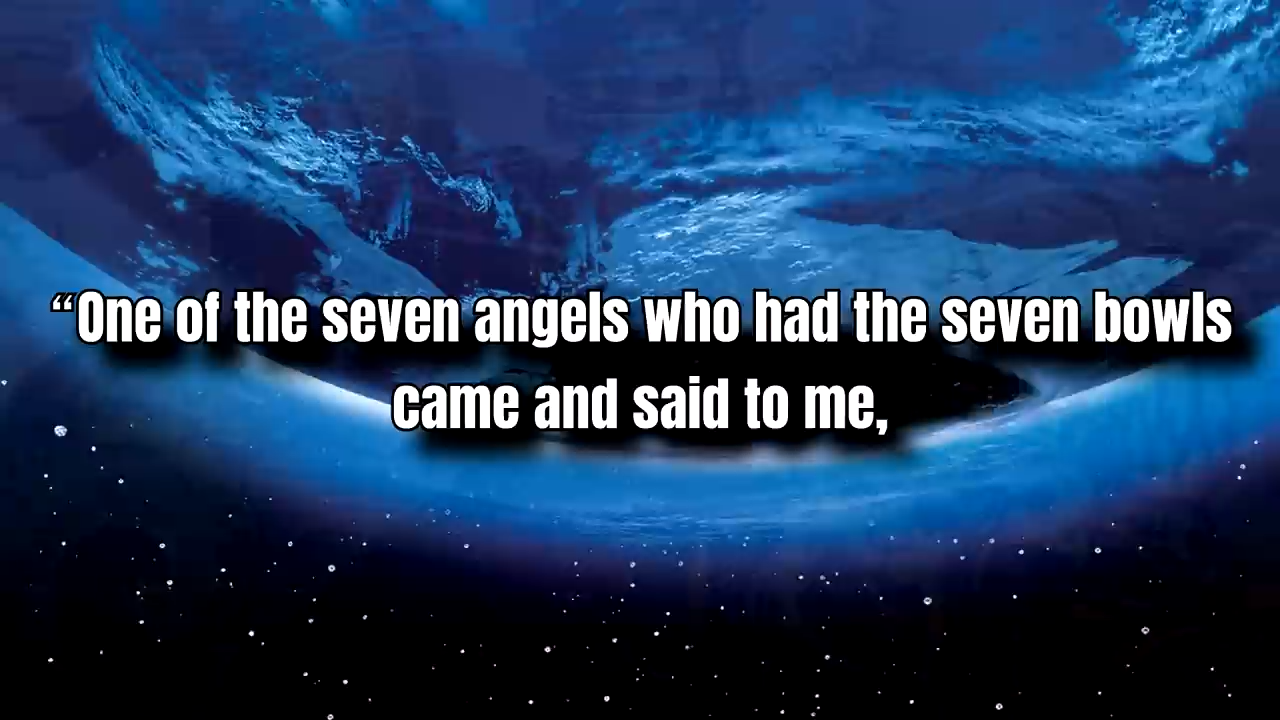 “One of the seven angels who had the seven bowls
came and said to me,